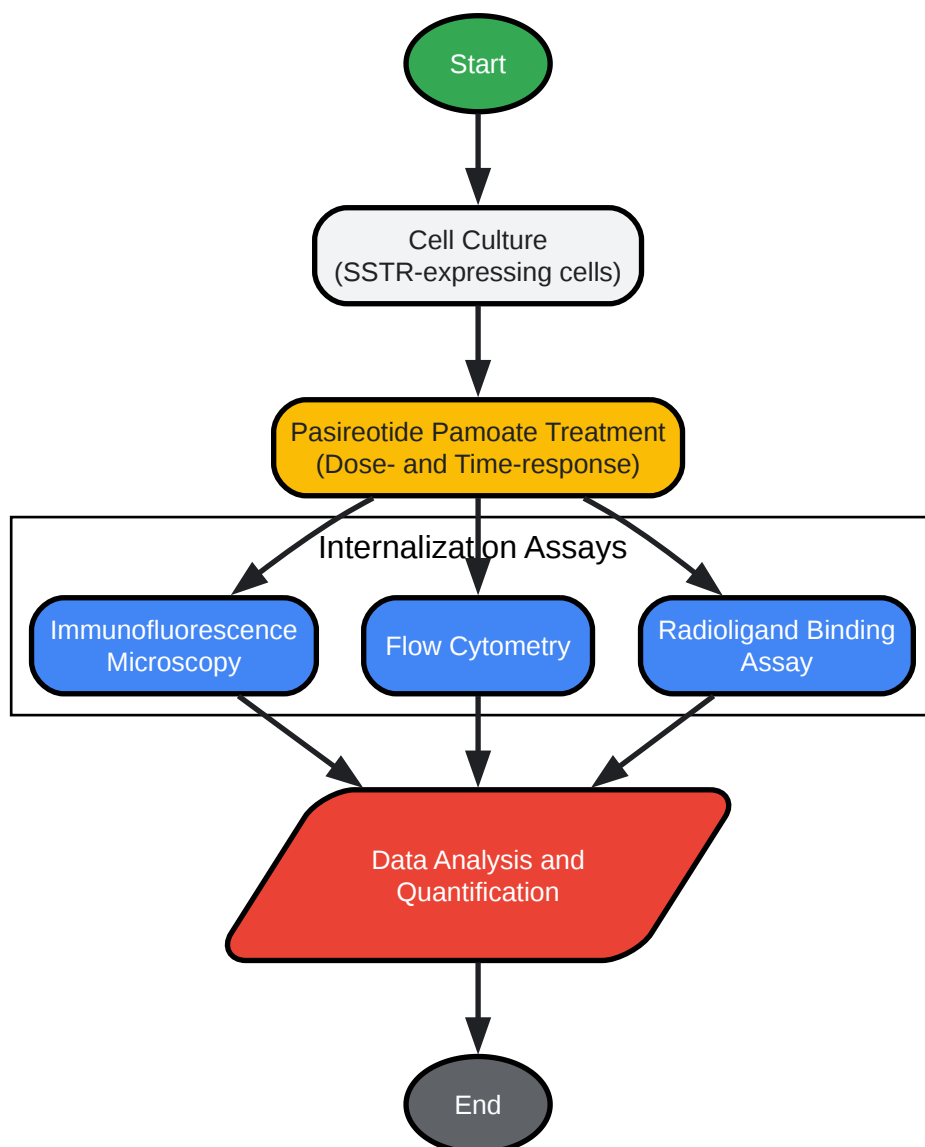 Start
Cell Culture
(SSTR-expressing cells)
Pasireotide Pamoate Treatment
(Dose- and Time-response)
Internalization Assays
Immunofluorescence
Microscopy
Flow Cytometry
Radioligand Binding
Assay
Data Analysis and
Quantification
End